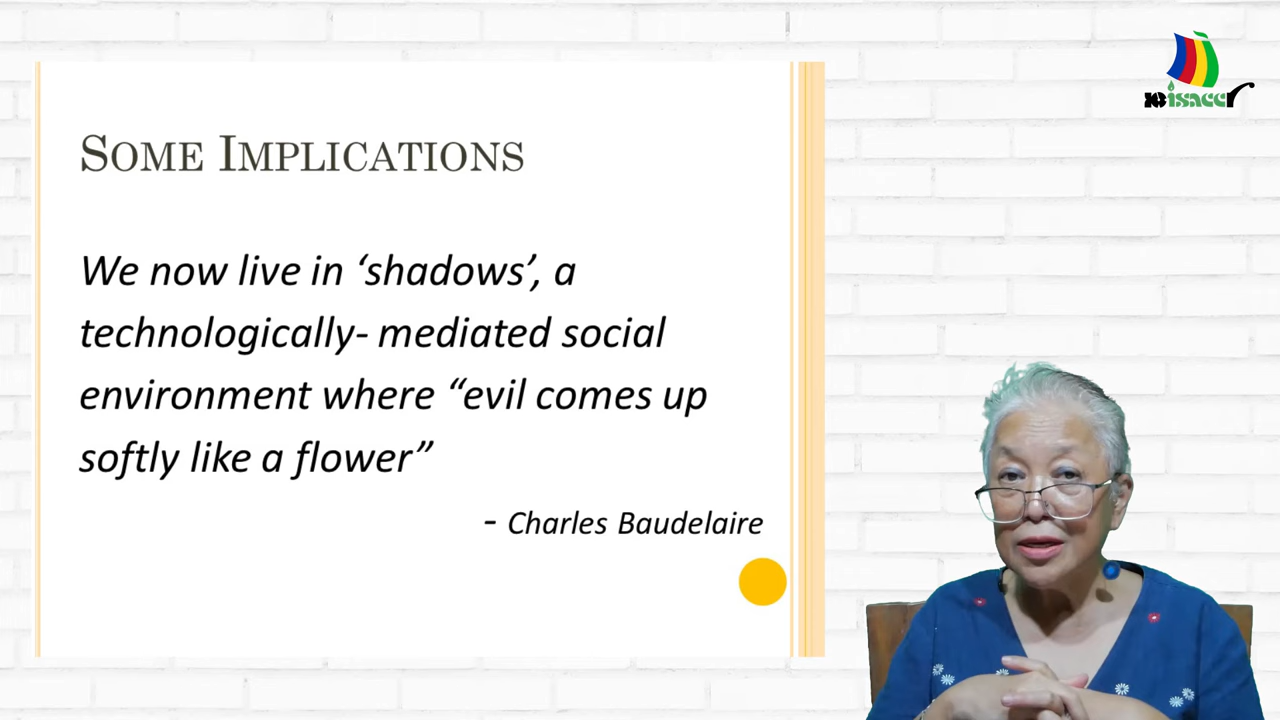 SOME IMPLICATIONS
We now live in ‘shadows’, a
technologically- mediated social
environment where “evil comes up
softly like a flower”
- Charles Baudelaire
isacc